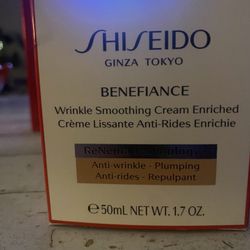 SHISEIDO
GINZA TOKYO
BENEFIANCE
Wrinkle Smoothing Cream Enriched
Crème Lissante Anti-Rides Enrichie
Anti-wrinkle - Plumping
Anti-rides - Repulpant
℮ 50mL NET WT. 1.7 OZ.